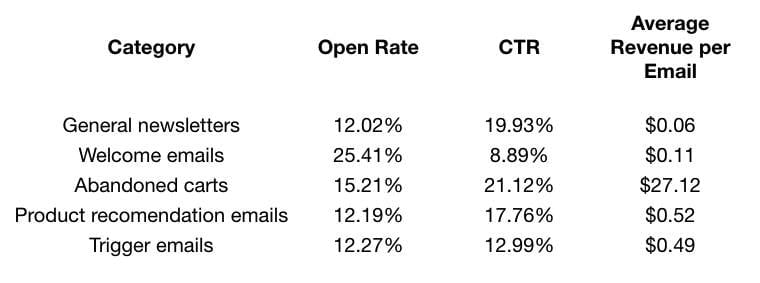 Category Open Rate CTR Average Revenue per Email
General newsletters 12.02% 19.93% $0.06
Welcome emails 25.41% 8.89% $0.11
Abandoned carts 15.21% 21.12% $27.12
Product recomendation emails 12.19% 17.76% $0.52
Trigger emails 12.27% 12.99% $0.49